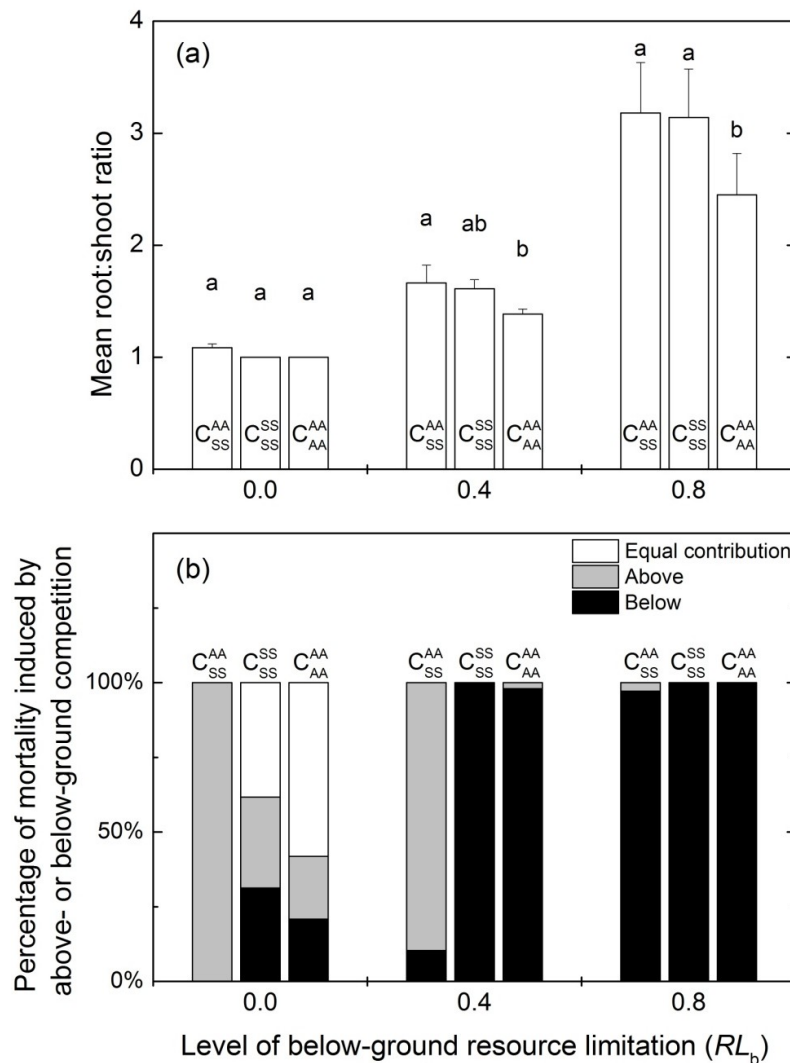 (a)
Mean root:shoot ratio
4
3
2
1
0
a a a
a ab b
a a b
C^AA_SS C^SS_SS C^AA_AA
C^AA_SS C^SS_SS C^AA_AA
C^AA_SS C^SS_SS C^AA_AA
0.0 0.4 0.8
(b)
Percentage of mortality induced by
above- or below-ground competition
Equal contribution
Above
Below
C^AA_SS C^SS_SS C^AA_AA
C^AA_SS C^SS_SS C^AA_AA
C^AA_SS C^SS_SS C^AA_AA
100%
50%
0%
0.0 0.4 0.8
Level of below-ground resource limitation (RL_b)